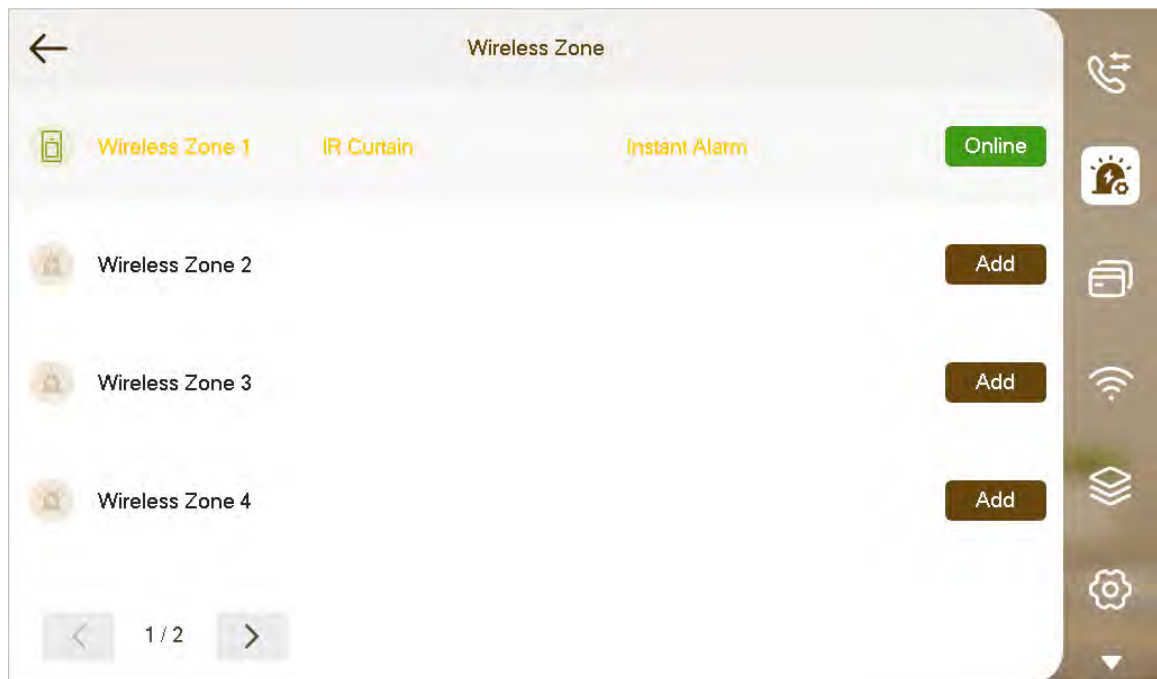 Wireless Zone
Wireless Zone 1 IR Curtain Instant Alarm Online
Wireless Zone 2 Add
Wireless Zone 3 Add
Wireless Zone 4 Add
1 / 2